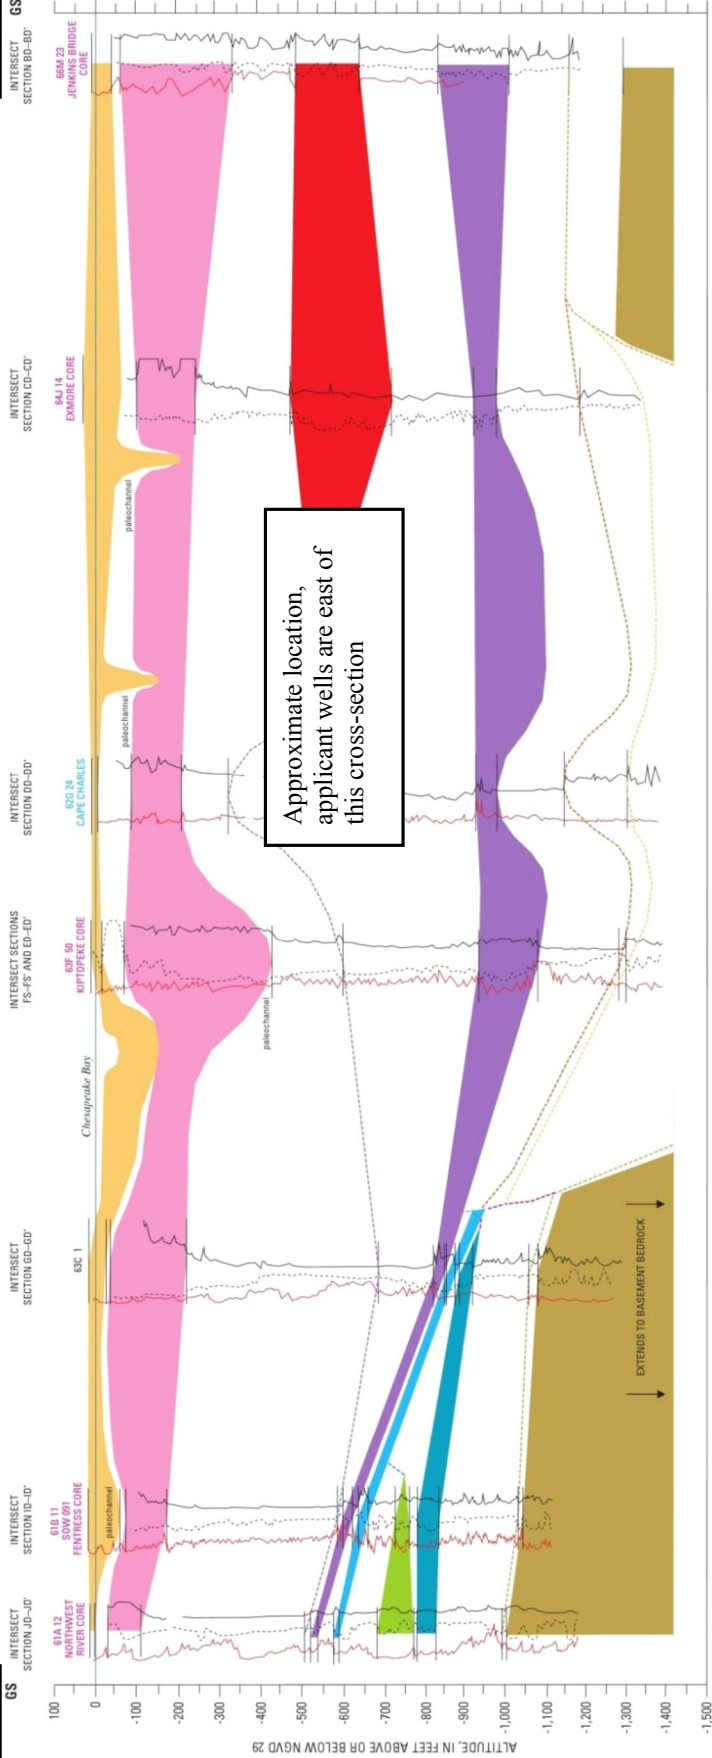 GS
GS
INTERSECT
SECTION JD–JD'
61A 12
NORTHWEST
RIVER CORE
INTERSECT
SECTION ID–ID'
61B 11
SOW 091
FENTRESS CORE
INTERSECT
SECTION GD–GD'
63C 1
INTERSECT SECTIONS
FS–FS' AND ED–ED'
63F 50
KIPTOPEKE CORE
INTERSECT
SECTION DD–DD'
62G 24
CAPE CHARLES
INTERSECT
SECTION CD–CD'
64J 14
EXMORE CORE
INTERSECT
SECTION BD–BD'
66M 23
JENKINS BRIDGE
CORE
Chesapeake Bay
paleochannel
paleochannel
paleochannel
paleochannel
Approximate location,
applicant wells are east of
this cross-section
EXTENDS TO BASEMENT BEDROCK
ALTITUDE, IN FEET ABOVE OR BELOW NGVD 29
100
0
-100
-200
-300
-400
-500
-600
-700
-800
-900
-1,000
-1,100
-1,200
-1,300
-1,400
-1,500